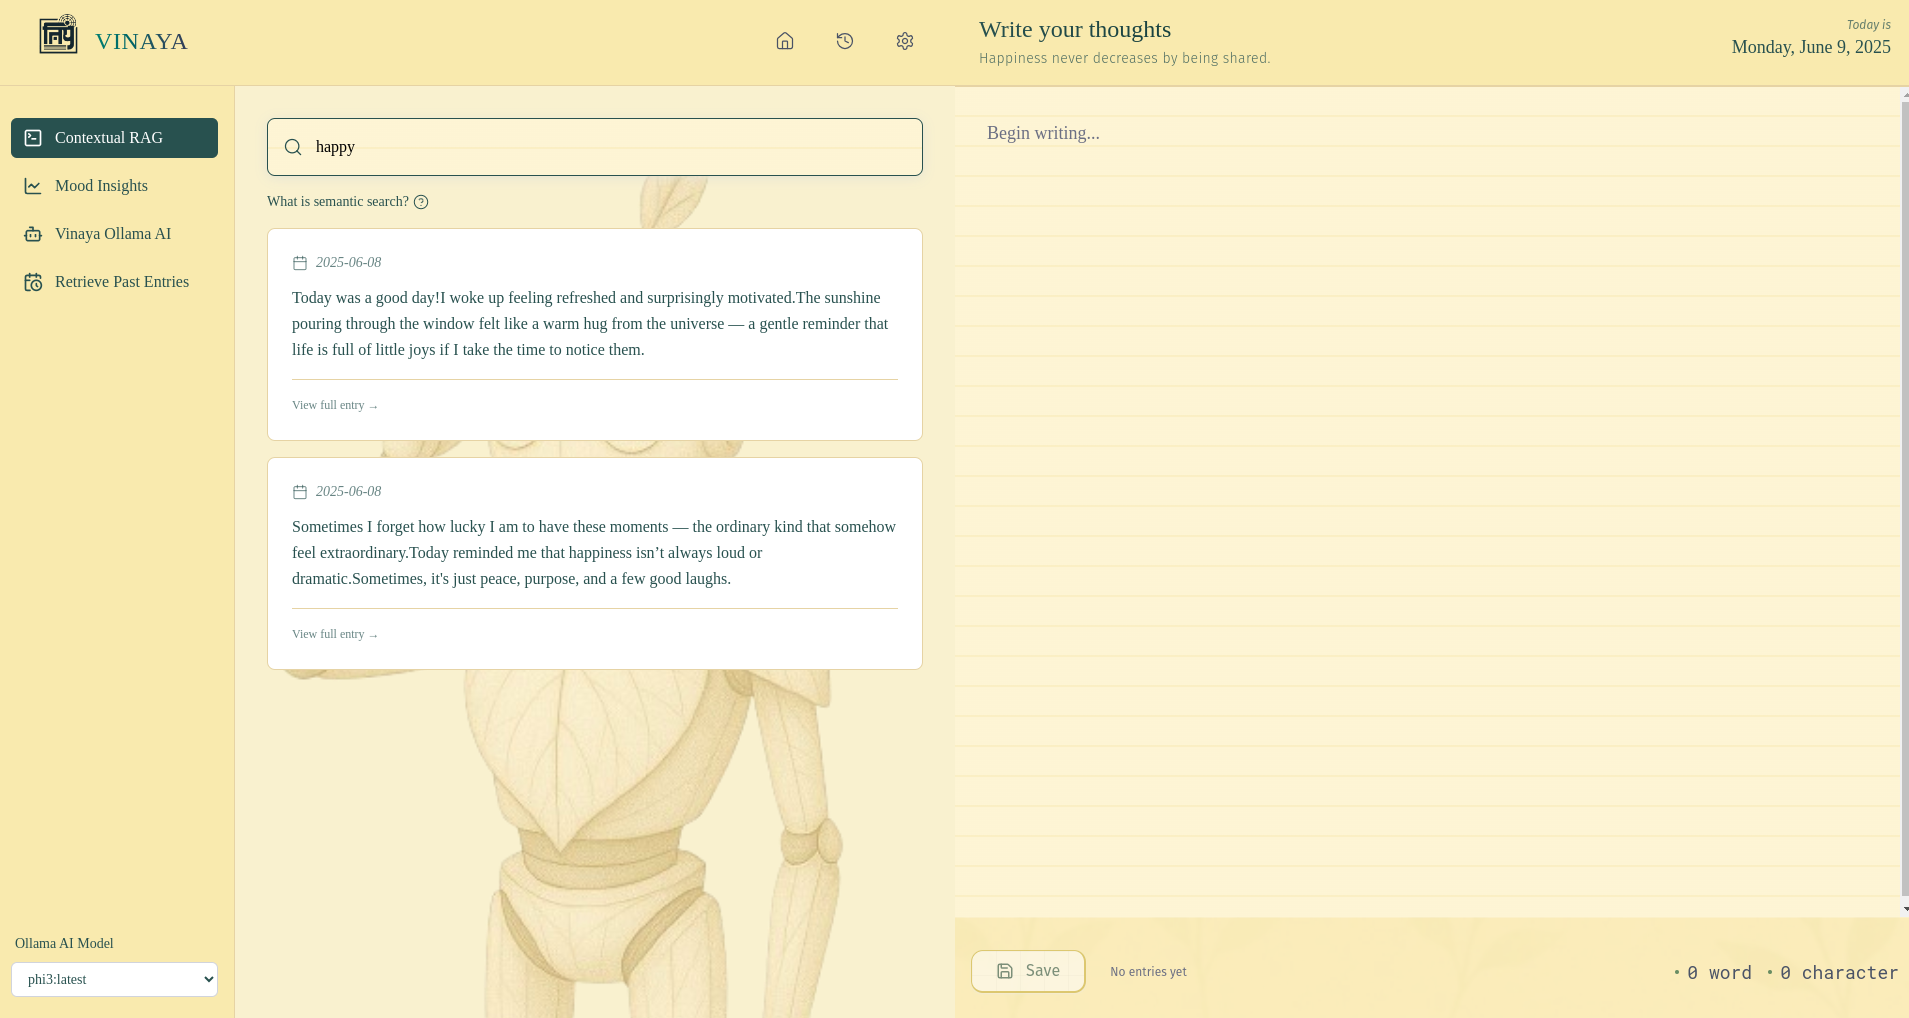 VINAYA
Write your thoughts
Happiness never decreases by being shared.
Today is
Monday, June 9, 2025
Contextual RAG
Mood Insights
Vinaya Ollama AI
Retrieve Past Entries
Ollama AI Model
phi3:latest
happy
What is semantic search?
2025-06-08
Today was a good day!I woke up feeling refreshed and surprisingly motivated.The sunshine
pouring through the window felt like a warm hug from the universe — a gentle reminder that
life is full of little joys if I take the time to notice them.
View full entry →
2025-06-08
Sometimes I forget how lucky I am to have these moments — the ordinary kind that somehow
feel extraordinary.Today reminded me that happiness isn’t always loud or
dramatic.Sometimes, it's just peace, purpose, and a few good laughs.
View full entry →
Begin writing...
Save
No entries yet
• 0 word • 0 character